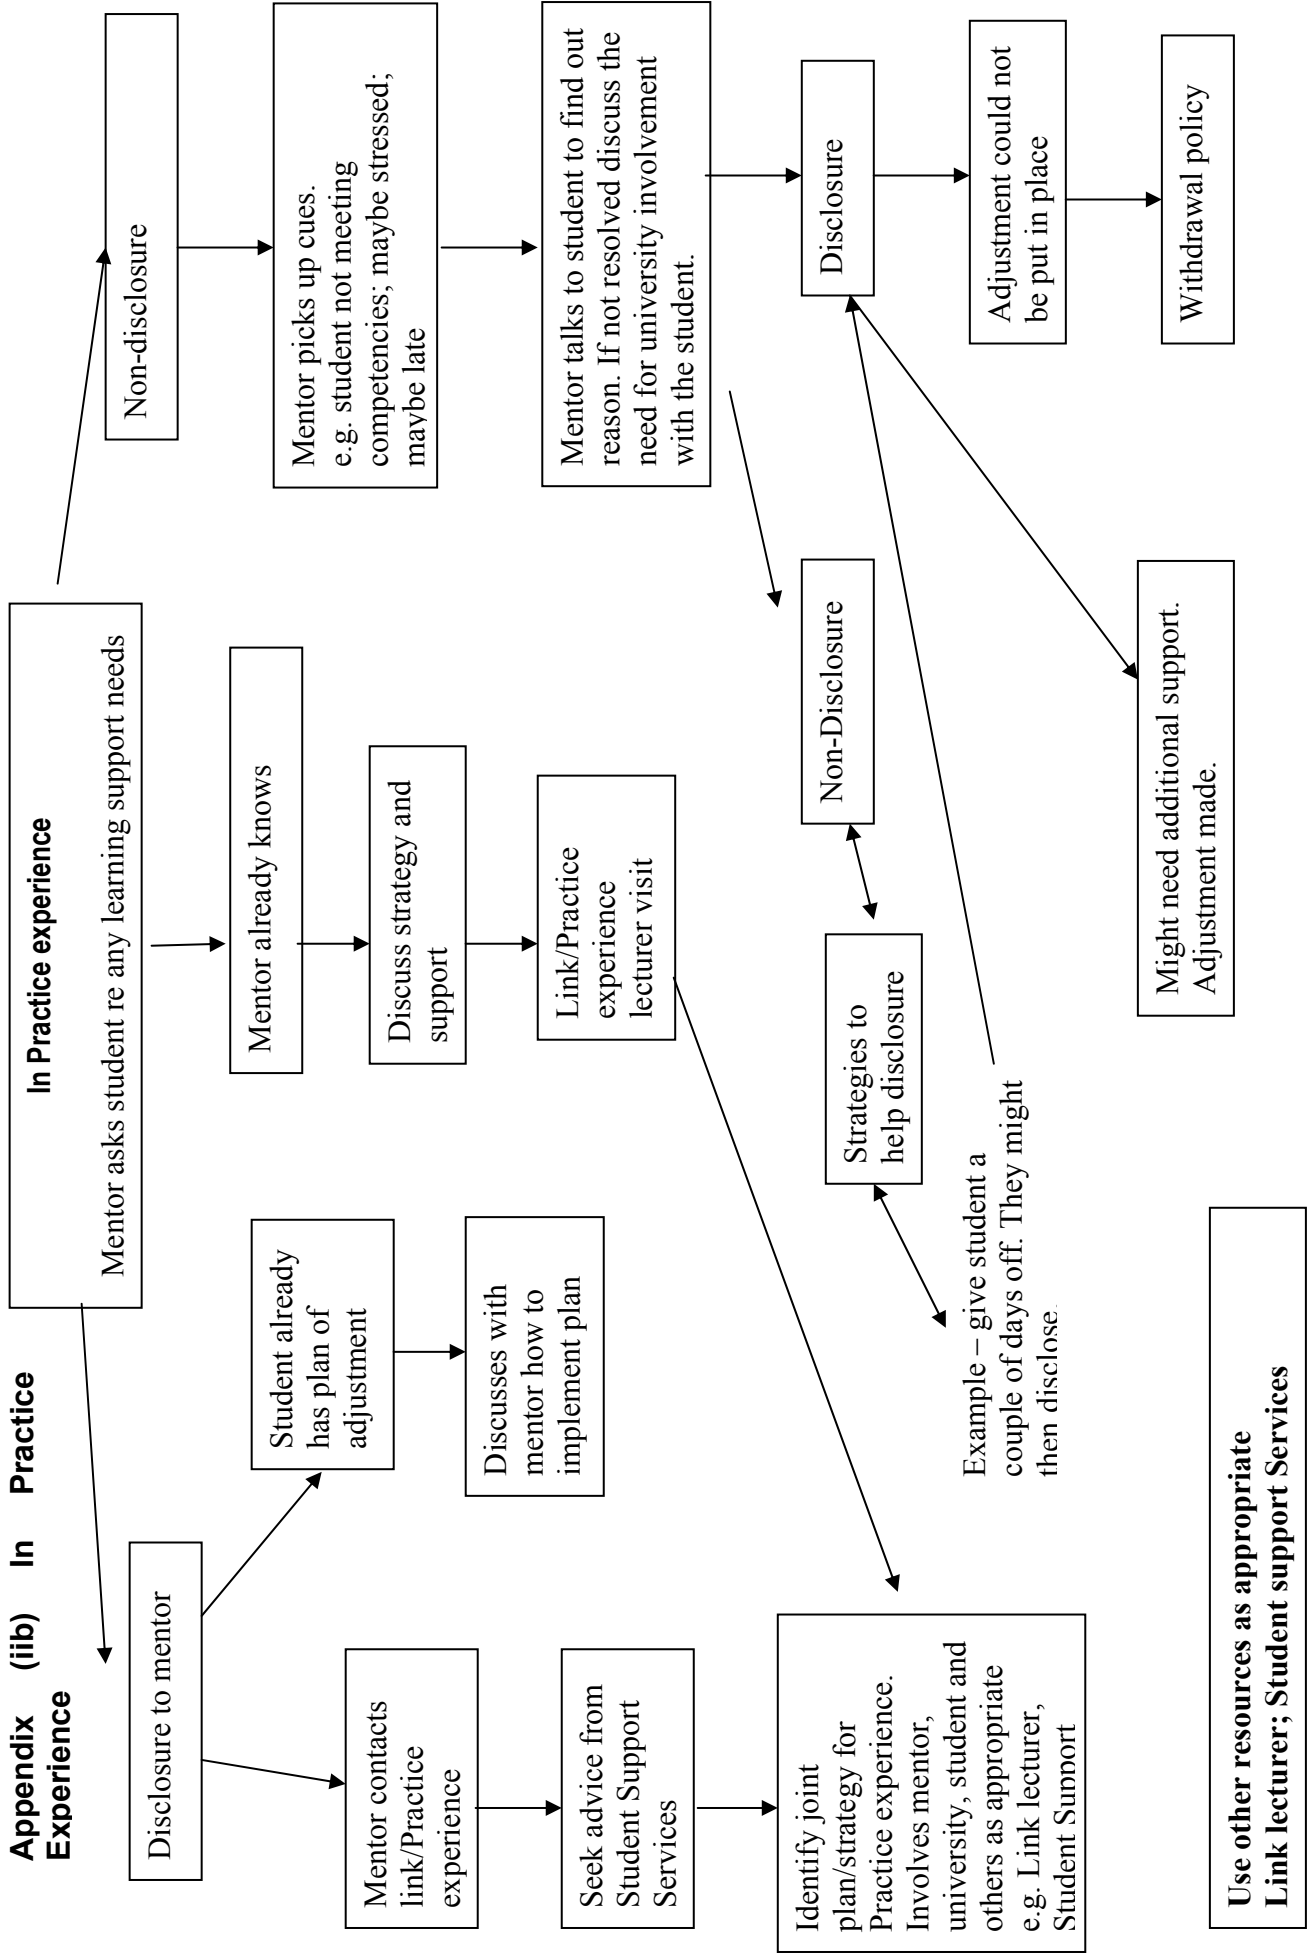 Appendix (iib) In Practice
Experience
In Practice experience
Mentor asks student re any learning support needs
Disclosure to mentor
Student already
has plan of
adjustment
Discusses with
mentor how to
implement plan
Mentor contacts
link/Practice
experience
Seek advice from
Student Support
Services
Identify joint
plan/strategy for
Practice experience.
Involves mentor,
university, student and
others as appropriate
e.g. Link lecturer,
Student Support
Mentor already knows
Discuss strategy and
support
Link/Practice
experience
lecturer visit
Non-disclosure
Mentor picks up cues.
e.g. student not meeting
competencies; maybe stressed;
maybe late
Mentor talks to student to find out
reason. If not resolved discuss the
need for university involvement
with the student.
Non-Disclosure
Strategies to
help disclosure
Example – give student a
couple of days off. They might
then disclose.
Disclosure
Might need additional support.
Adjustment made.
Adjustment could not
be put in place
Withdrawal policy
Use other resources as appropriate
Link lecturer; Student support Services